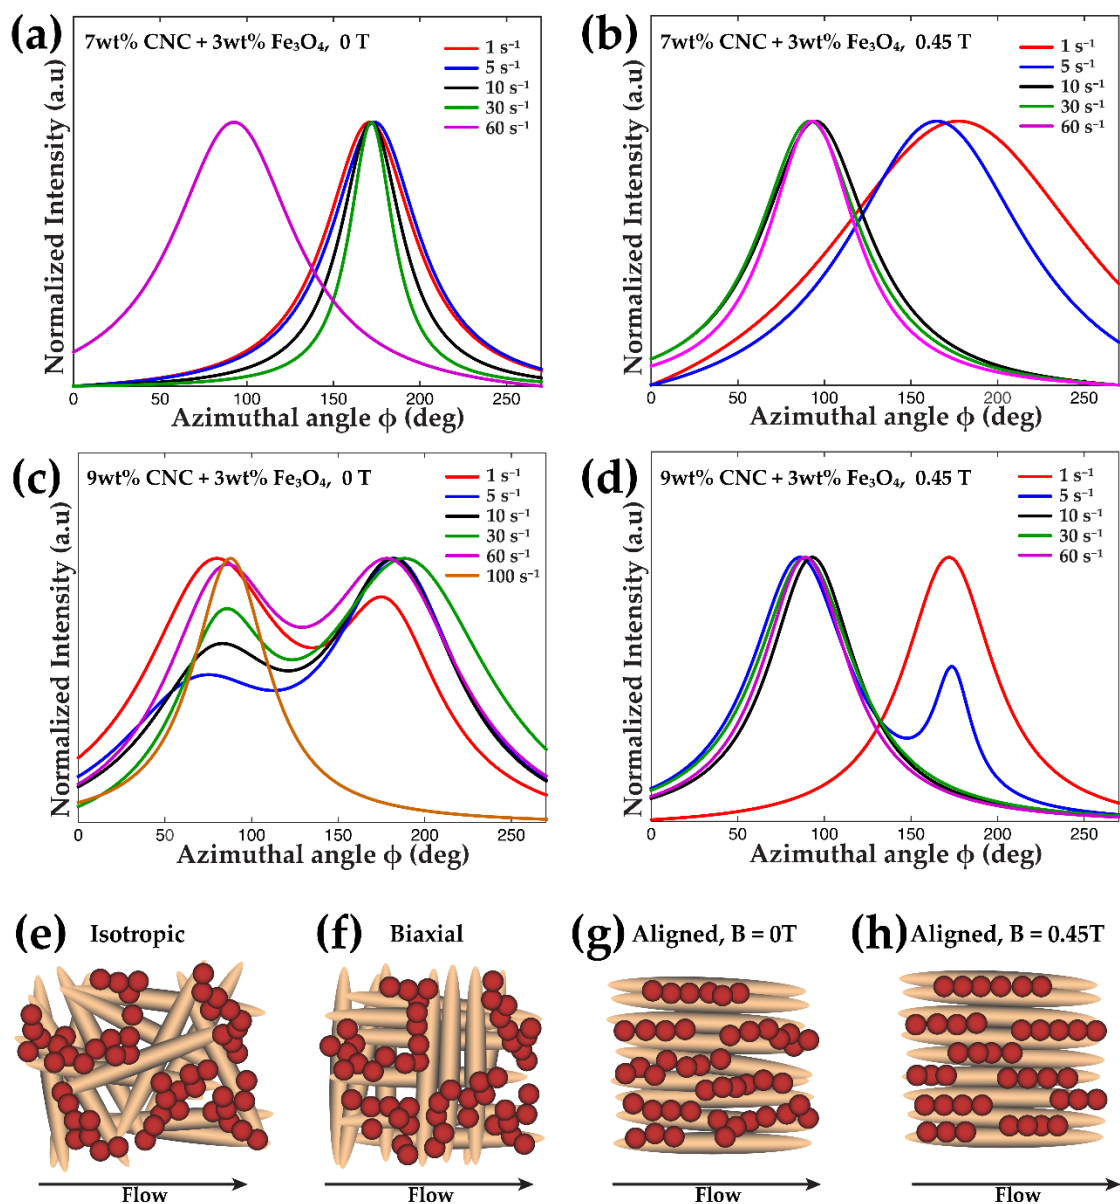 (a)
7wt% CNC + 3wt% Fe₃O₄, 0 T
1 s⁻¹
5 s⁻¹
10 s⁻¹
30 s⁻¹
60 s⁻¹
Normalized Intensity (a.u)
0 50 100 150 200 250
Azimuthal angle ϕ (deg)
(b)
7wt% CNC + 3wt% Fe₃O₄, 0.45 T
1 s⁻¹
5 s⁻¹
10 s⁻¹
30 s⁻¹
60 s⁻¹
Normalized Intensity (a.u)
0 50 100 150 200 250
Azimuthal angle ϕ (deg)
(c)
9wt% CNC + 3wt% Fe₃O₄, 0 T
1 s⁻¹
5 s⁻¹
10 s⁻¹
30 s⁻¹
60 s⁻¹
100 s⁻¹
Normalized Intensity (a.u)
0 50 100 150 200 250
Azimuthal angle ϕ (deg)
(d)
9wt% CNC + 3wt% Fe₃O₄, 0.45 T
1 s⁻¹
5 s⁻¹
10 s⁻¹
30 s⁻¹
60 s⁻¹
Normalized Intensity (a.u)
0 50 100 150 200 250
Azimuthal angle ϕ (deg)
(e) Isotropic
Flow
(f) Biaxial
Flow
(g) Aligned, B = 0T
Flow
(h) Aligned, B = 0.45T
Flow